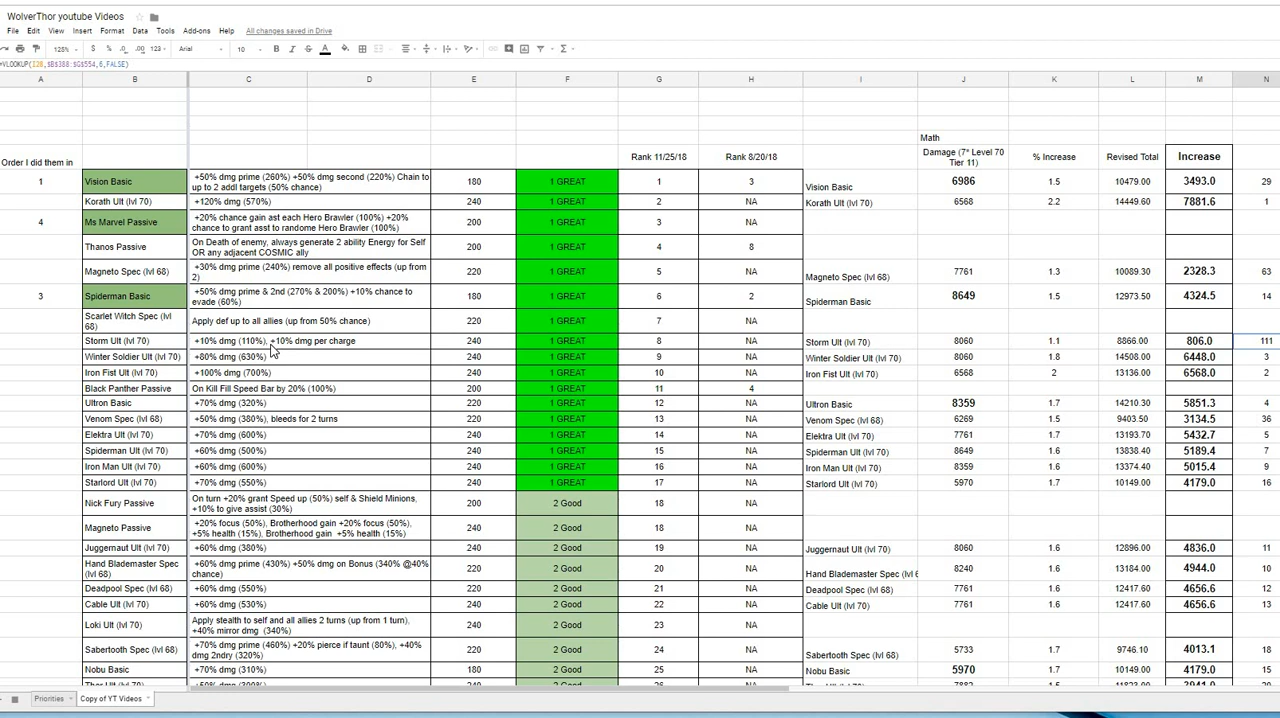 WolverThor youtube Videos
File Edit View Insert Format Data Tools Add-ons Help All changes saved in Drive
128% $ % .0 .00 123 Arial 10 B I A
=VLOOKUP(I28,$B$388:$G$554,6,FALSE)
A B C D E F G H I J K L M N
Math
Order I did them in Rank 11/25/18 Rank 8/20/18 Damage (7* Level 70 Tier 11) % Increase Revised Total Increase
1 Vision Basic +50% dmg prime (260%) +50% dmg second (220%) Chain to up to 2 addl targets (50% chance) 180 1 GREAT 1 3 Vision Basic 6986 1.5 10479.00 3493.0 29
Korath Ult (lvl 70) +120% dmg (570%) 240 1 GREAT 2 NA Korath Ult (lvl 70) 6568 2.2 14449.60 7881.6 1
4 Ms Marvel Passive +20% chance gain ast each Hero Brawler (100%) +20% chance to grant asst to randome Hero Brawler (100%) 200 1 GREAT 3 NA
Thanos Passive On Death of enemy, always generate 2 ability Energy for Self OR any adjacent COSMIC ally 200 1 GREAT 4 8
Magneto Spec (lvl 68) +30% dmg prime (240%) remove all positive effects (up from 2) 220 1 GREAT 5 NA Magneto Spec (lvl 68) 7761 1.3 10089.30 2328.3 63
3 Spiderman Basic +50% dmg prime & 2nd (270% & 200%) +10% chance to evade (60%) 180 1 GREAT 6 2 Spiderman Basic 8649 1.5 12973.50 4324.5 14
Scarlet Witch Spec (lvl 68) Apply def up to all allies (up from 50% chance) 220 1 GREAT 7 NA
Storm Ult (lvl 70) +10% dmg (110%), +10% dmg per charge 240 1 GREAT 8 NA Storm Ult (lvl 70) 8060 1.1 8866.00 806.0 111
Winter Soldier Ult (lvl 70) +80% dmg (630%) 240 1 GREAT 9 NA Winter Soldier Ult (lvl 70) 8060 1.8 14508.00 6448.0 3
Iron Fist Ult (lvl 70) +100% dmg (700%) 240 1 GREAT 10 NA Iron Fist Ult (lvl 70) 6568 2 13136.00 6568.0 2
Black Panther Passive On Kill Fill Speed Bar by 20% (100%) 200 1 GREAT 11 4
Ultron Basic +70% dmg (320%) 220 1 GREAT 12 NA Ultron Basic 8359 1.7 14210.30 5851.3 4
Venom Spec (lvl 68) +50% dmg (380%), bleeds for 2 turns 220 1 GREAT 13 NA Venom Spec (lvl 68) 6269 1.5 9403.50 3134.5 36
Elektra Ult (lvl 70) +70% dmg (600%) 240 1 GREAT 14 NA Elektra Ult (lvl 70) 7761 1.7 13193.70 5432.7 5
Spiderman Ult (lvl 70) +60% dmg (500%) 240 1 GREAT 15 NA Spiderman Ult (lvl 70) 8649 1.6 13838.40 5189.4 7
Iron Man Ult (lvl 70) +60% dmg (600%) 240 1 GREAT 16 NA Iron Man Ult (lvl 70) 8359 1.6 13374.40 5015.4 9
Starlord Ult (lvl 70) +70% dmg (550%) 240 1 GREAT 17 NA Starlord Ult (lvl 70) 5970 1.7 10149.00 4179.0 16
Nick Fury Passive On turn +20% grant Speed up (50%) self & Shield Minions, +10% to give assist (30%) 200 2 Good 18 NA
Magneto Passive +20% focus (50%), Brotherhood gain +20% focus (50%), +5% health (15%), Brotherhood gain +5% health (15%) 240 2 Good 18 NA
Juggernaut Ult (lvl 70) +60% dmg (380%) 240 2 Good 19 NA Juggernaut Ult (lvl 70) 8060 1.6 12896.00 4836.0 11
Hand Blademaster Spec (lvl 68) +60% dmg prime (430%) +50% dmg on Bonus (340% @40% chance) 240 2 Good 20 NA Hand Blademaster Spec (lvl 6 8240 1.6 13184.00 4944.0 10
Deadpool Spec (lvl 68) +60% dmg (550%) 240 2 Good 21 NA Deadpool Spec (lvl 68) 7761 1.6 12417.60 4656.6 12
Cable Ult (lvl 70) +60% dmg (530%) 240 2 Good 22 NA Cable Ult (lvl 70) 7761 1.6 12417.60 4656.6 13
Loki Ult (lvl 70) Apply stealth to self and all allies 2 turns (up from 1 turn), +40% mirror dmg (340%) 240 2 Good 23 NA
Sabertooth Spec (lvl 68) +70% dmg prime (460%) +20% pierce if taunt (80%), +40% dmg 2ndry (320%) 240 2 Good 24 NA Sabertooth Spec (lvl 68) 5733 1.7 9746.10 4013.1 18
Nobu Basic +70% dmg (310%) 180 2 Good 25 NA Nobu Basic 5970 1.7 10149.00 4179.0 15
Priorities Copy of YT Videos